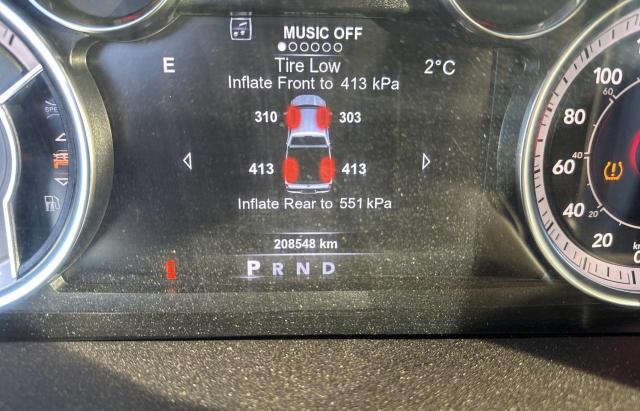 MUSIC OFF
E Tire Low 2°C
Inflate Front to 413 kPa
310 303
413 413
Inflate Rear to 551 kPa
208548 km
P R N D
100
80
60
40
20
60
20